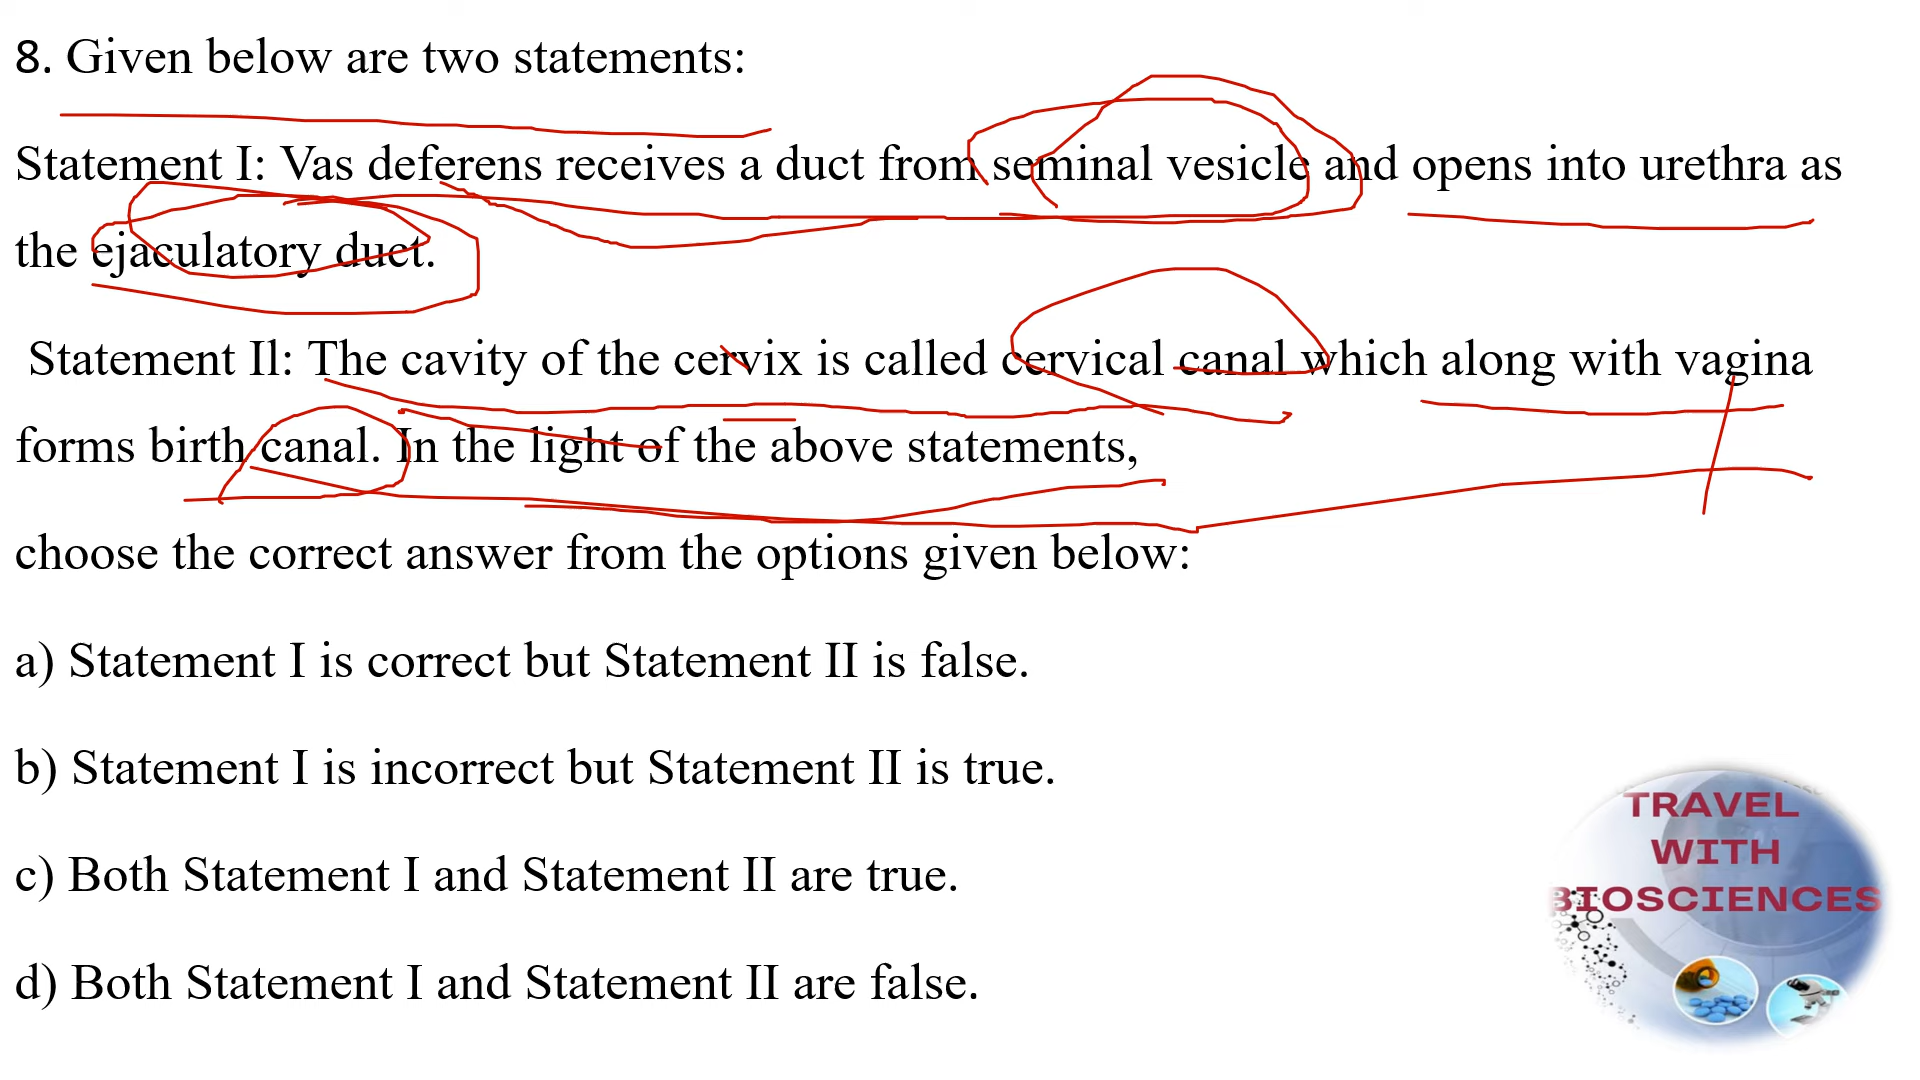 8. Given below are two statements:
Statement I: Vas deferens receives a duct from seminal vesicle and opens into urethra as
the ejaculatory duct.
Statement Il: The cavity of the cervix is called cervical canal which along with vagina
forms birth canal. In the light of the above statements,
choose the correct answer from the options given below:
a) Statement I is correct but Statement II is false.
b) Statement I is incorrect but Statement II is true.
c) Both Statement I and Statement II are true.
d) Both Statement I and Statement II are false.
TRAVEL
WITH
BIOSCIENCES